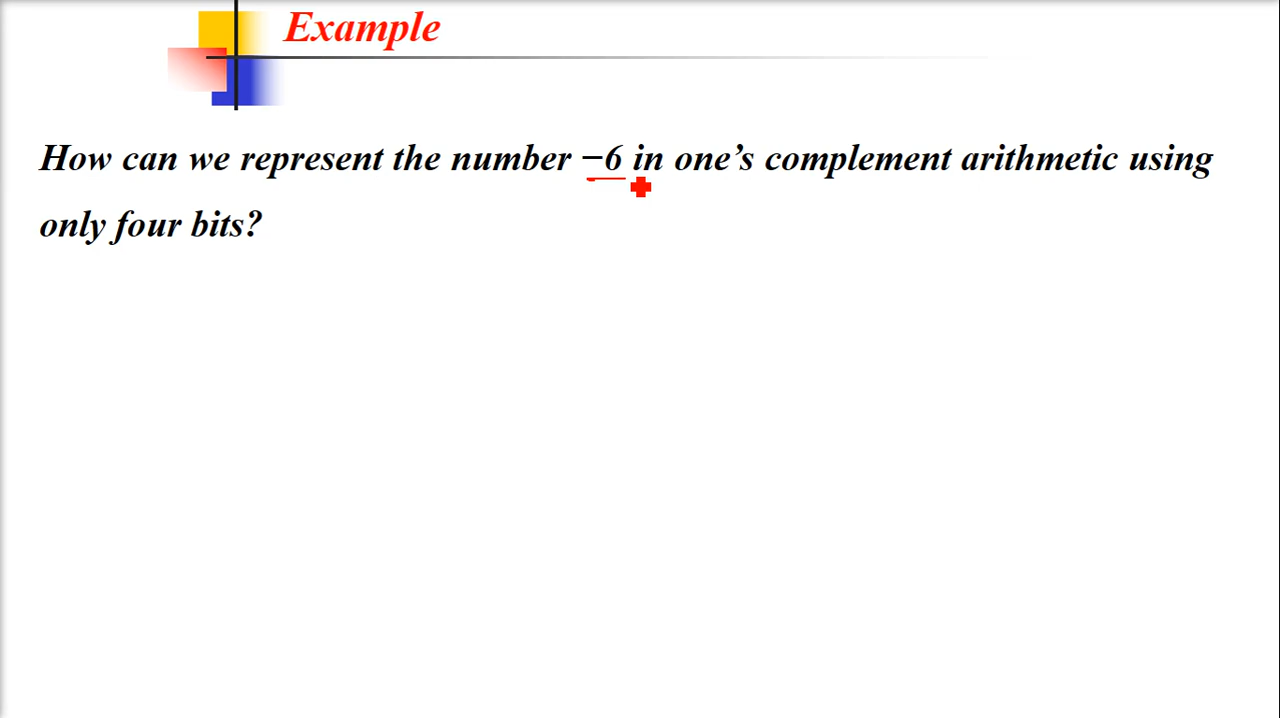 Example
How can we represent the number −6 in one’s complement arithmetic using
only four bits?